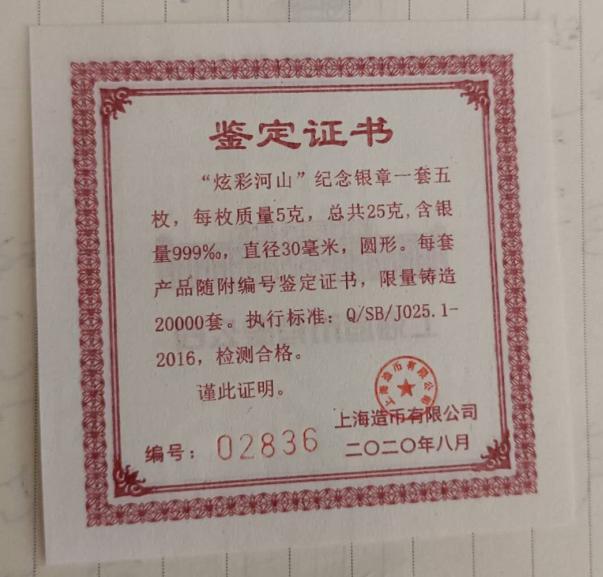 鉴定证书
“炫彩河山”纪念银章一套五
枚，每枚质量5克，总共25克,含银
量999‰，直径30毫米，圆形。每套
产品随附编号鉴定证书，限量铸造
20000套。执行标准：Q/SB/J025.1-
2016，检测合格。
谨此证明。
上海造币有限公司
上海造币有限公司
编号：02836 二〇二〇年八月